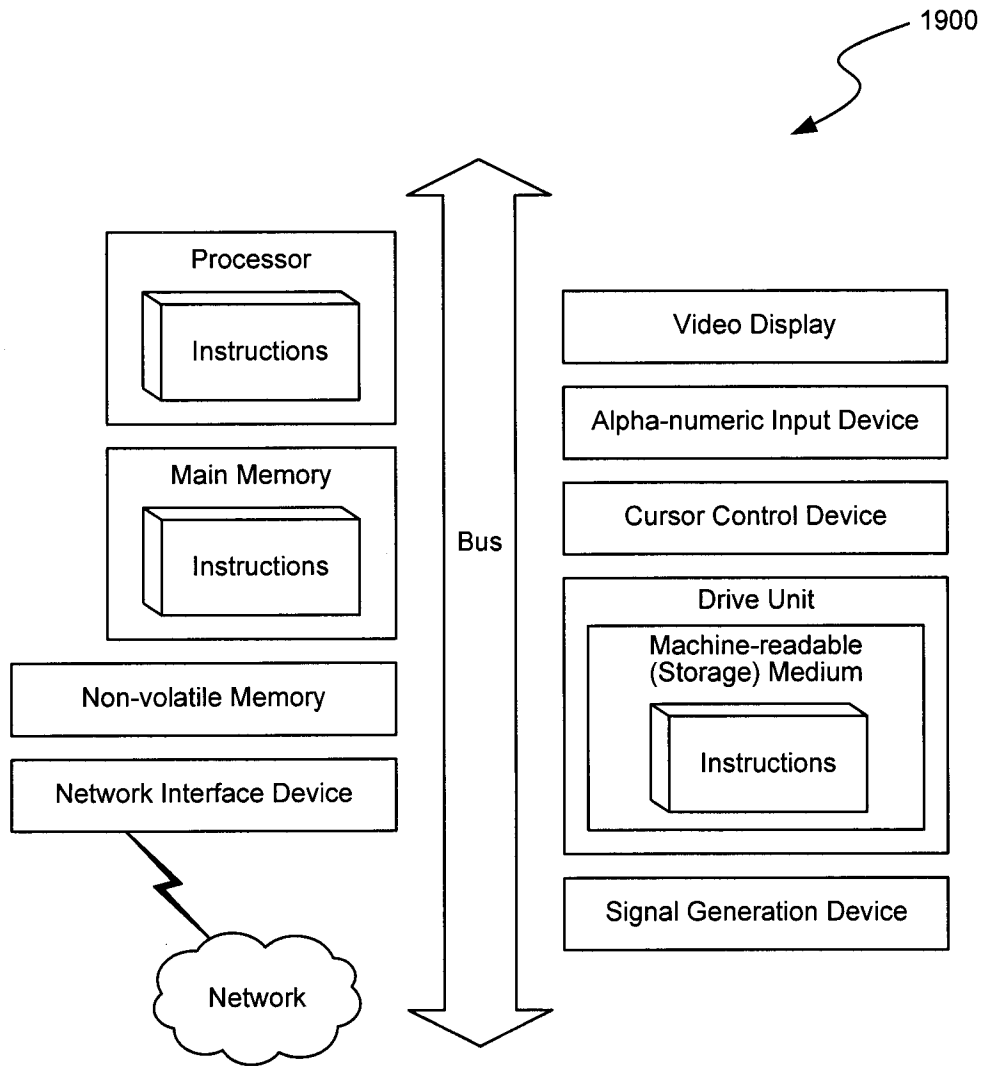 1900
Processor
Instructions
Main Memory
Instructions
Non-volatile Memory
Network Interface Device
Network
Bus
Video Display
Alpha-numeric Input Device
Cursor Control Device
Drive Unit
Machine-readable
(Storage) Medium
Instructions
Signal Generation Device